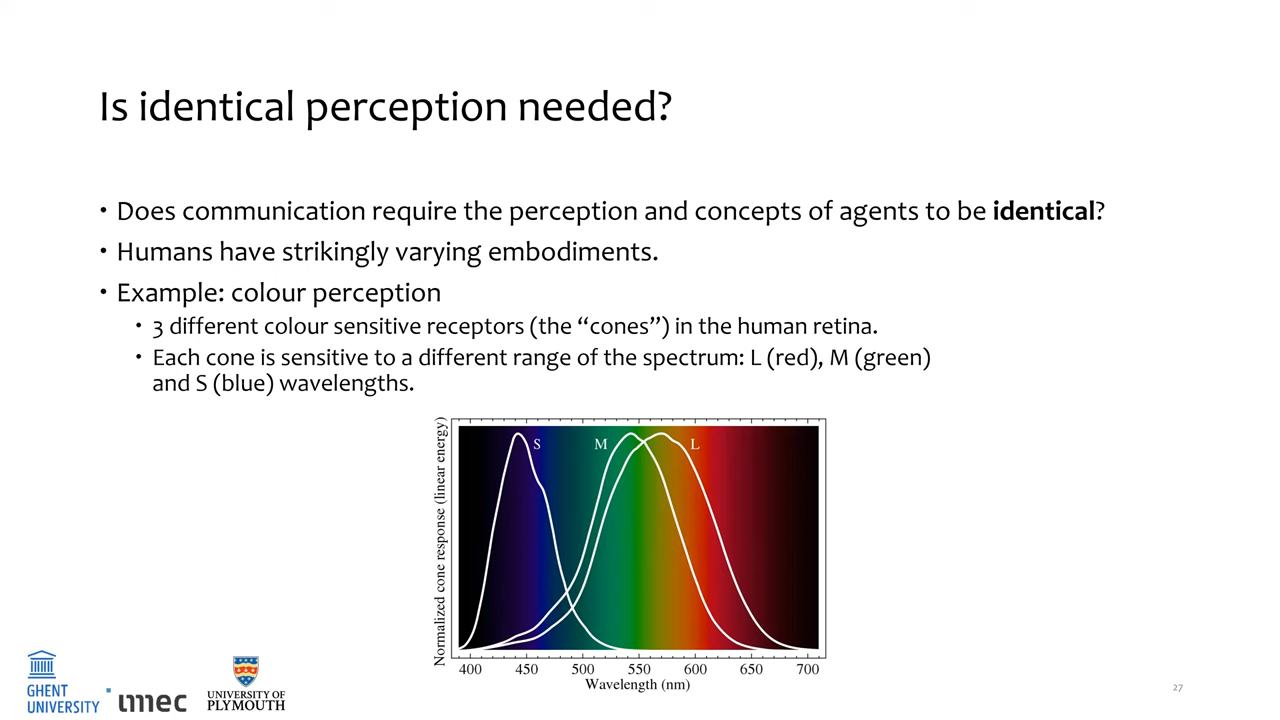 Is identical perception needed?
• Does communication require the perception and concepts of agents to be identical?
• Humans have strikingly varying embodiments.
• Example: colour perception
• 3 different colour sensitive receptors (the “cones”) in the human retina.
• Each cone is sensitive to a different range of the spectrum: L (red), M (green)
and S (blue) wavelengths.
Normalized cone response (linear energy)
S M L
400 450 500 550 600 650 700
Wavelength (nm)
GHENT
UNIVERSITY
imec
UNIVERSITY OF
PLYMOUTH
27